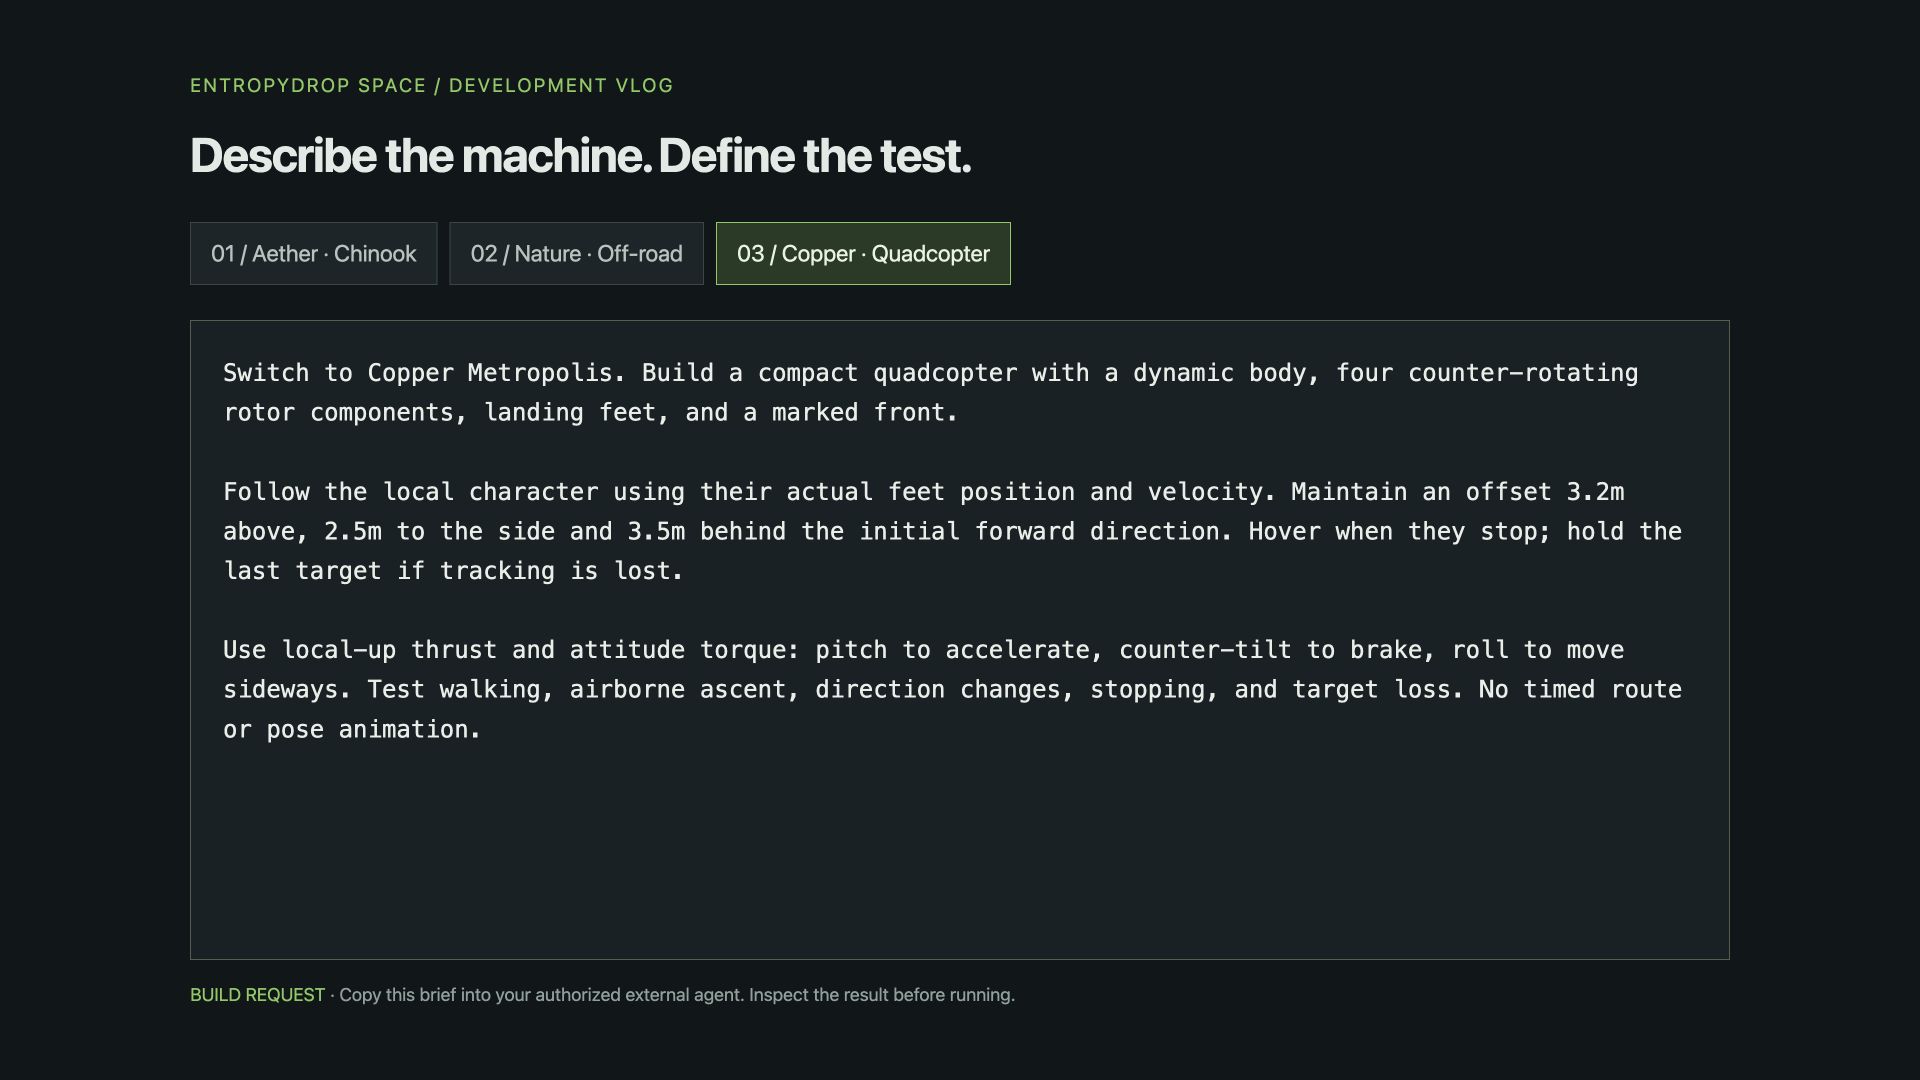 ENTROPYDROP SPACE / DEVELOPMENT VLOG
Describe the machine. Define the test.
01 / Aether · Chinook
02 / Nature · Off-road
03 / Copper · Quadcopter
Switch to Copper Metropolis. Build a compact quadcopter with a dynamic body, four counter-rotating
rotor components, landing feet, and a marked front.
Follow the local character using their actual feet position and velocity. Maintain an offset 3.2m
above, 2.5m to the side and 3.5m behind the initial forward direction. Hover when they stop; hold the
last target if tracking is lost.
Use local-up thrust and attitude torque: pitch to accelerate, counter-tilt to brake, roll to move
sideways. Test walking, airborne ascent, direction changes, stopping, and target loss. No timed route
or pose animation.
BUILD REQUEST · Copy this brief into your authorized external agent. Inspect the result before running.